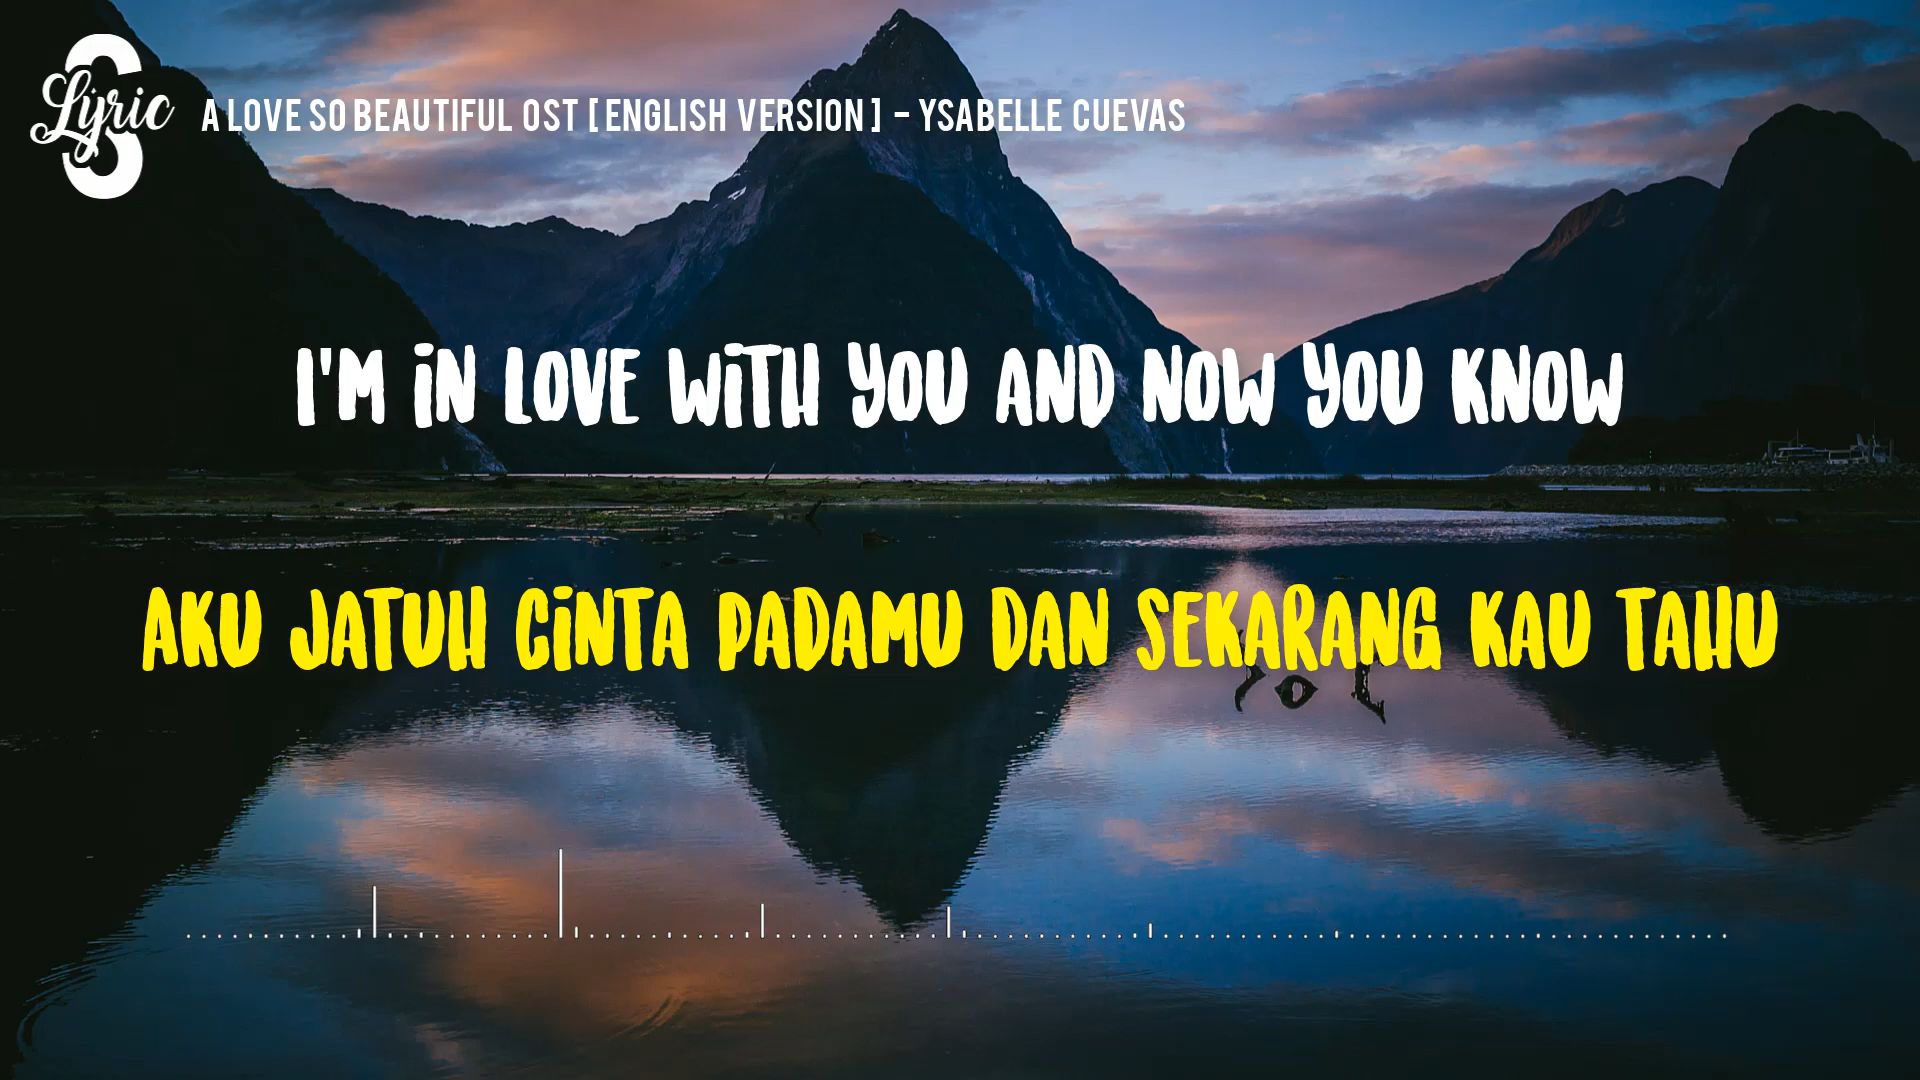 S
Lyric
A LOVE SO BEAUTIFUL OST [ENGLISH VERSION] - YSABELLE CUEVAS
I'M IN LOVE WITH YOU AND NOW YOU KNOW
AKU JATUH CINTA PADAMU DAN SEKARANG KAU TAHU